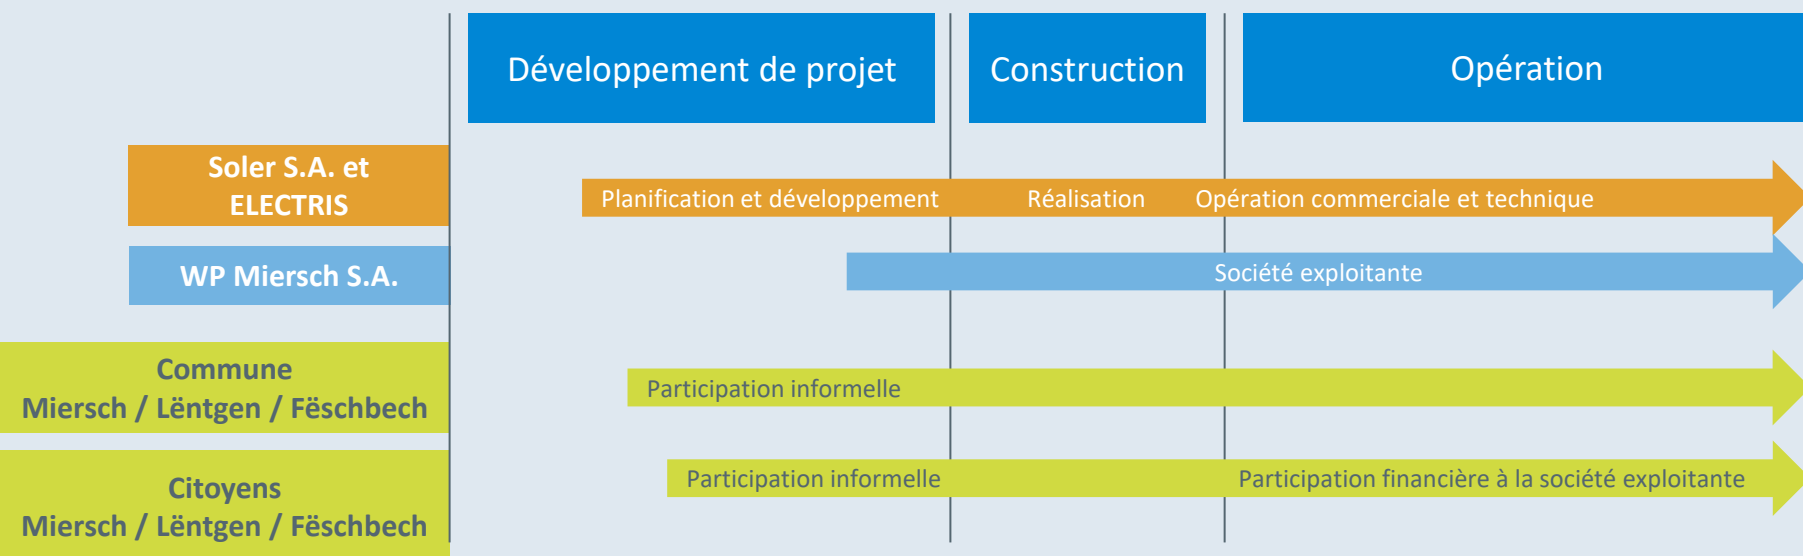 Développement de projet
Construction
Opération
Soler S.A. et
ELECTRIS
Planification et développement
Réalisation
Opération commerciale et technique
WP Miersch S.A.
Société exploitante
Commune
Miersch / Lëntgen / Fëschbech
Participation informelle
Citoyens
Miersch / Lëntgen / Fëschbech
Participation informelle
Participation financière à la société exploitante